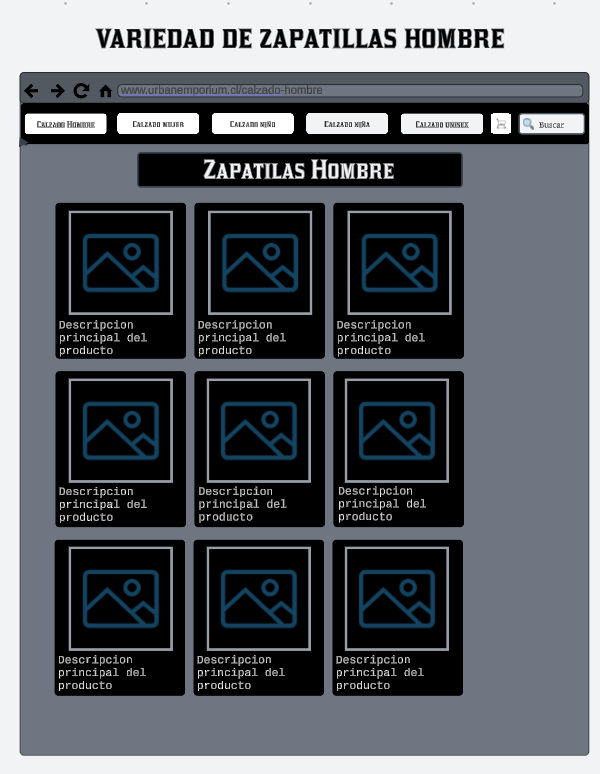 VARIEDAD DE ZAPATILLAS HOMBRE
www.urbanemporium.cl/calzado-hombre
Calzado Hombre Calzado mujer Calzado niño Calzado niña Calzado unisex Buscar
Zapatilas Hombre
Descripcion principal del producto
Descripcion principal del producto
Descripcion principal del producto
Descripcion principal del producto
Descripcion principal del producto
Descripcion principal del producto
Descripcion principal del producto
Descripcion principal del producto
Descripcion principal del producto